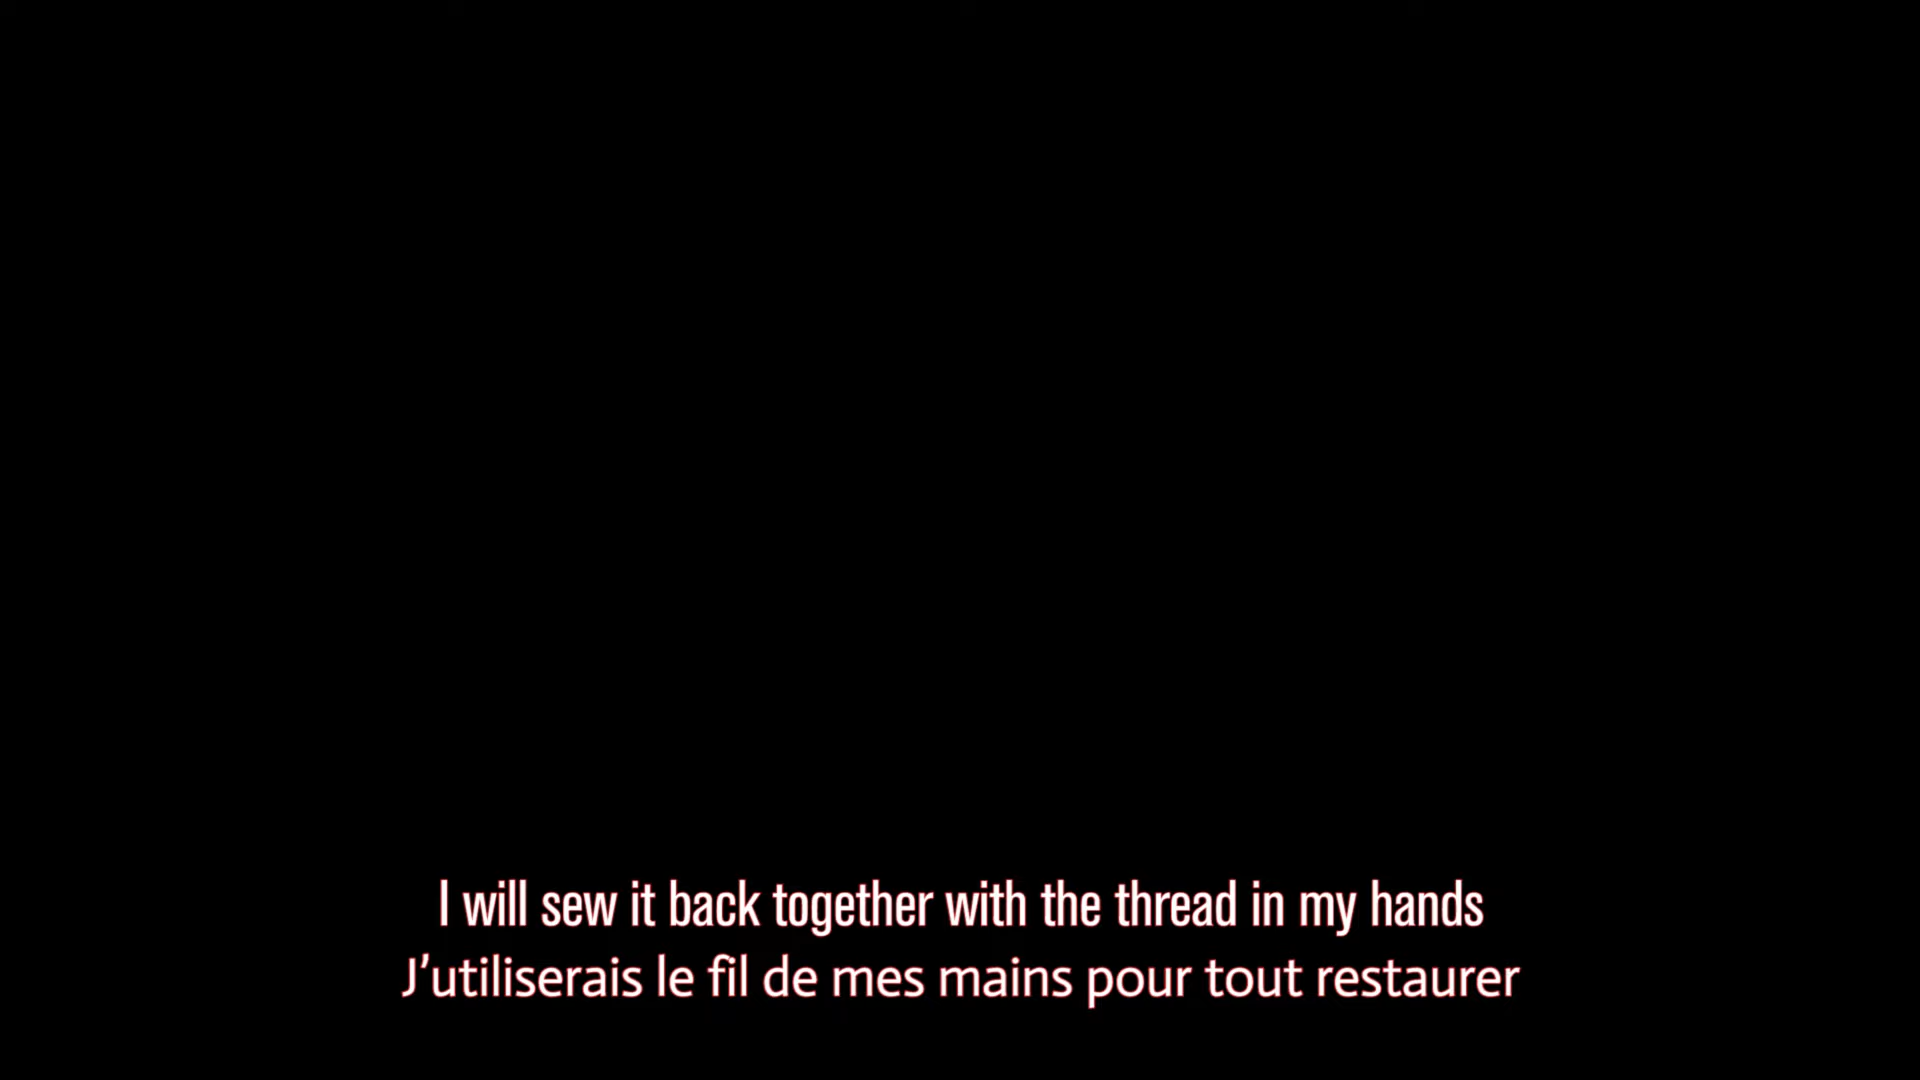 I will sew it back together with the thread in my hands
J’utiliserais le fil de mes mains pour tout restaurer